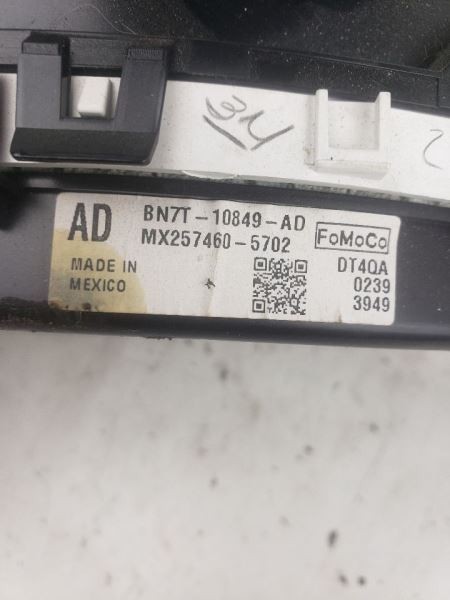 AD
BN7T-10849-AD
MX257460-5702
FoMoCo
MADE IN
MEXICO
DT4QA
0239
3949